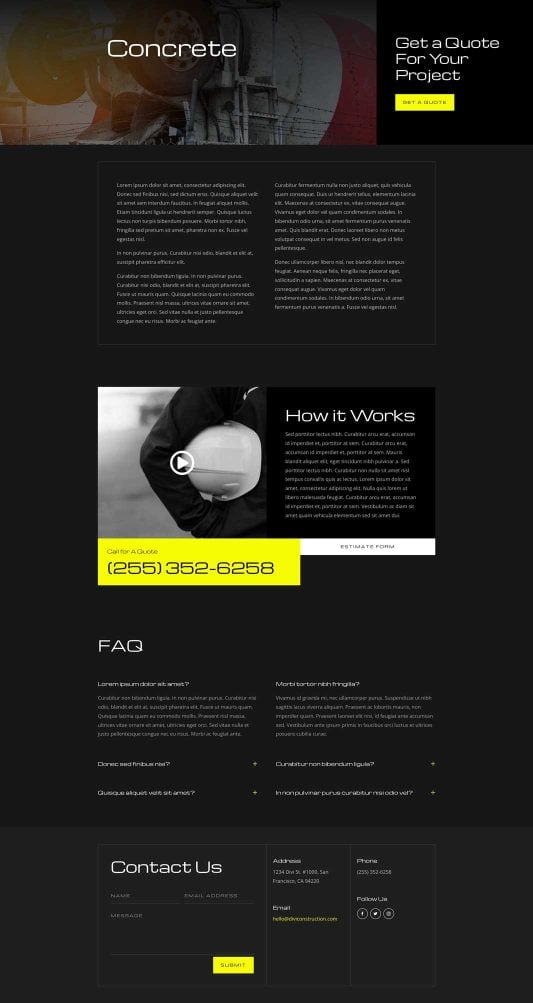 Concrete
Get a Quote
For Your
Project
GET A QUOTE
Lorem ipsum dolor sit amet, consectetur adipiscing elit.
Donec sed finibus nisi, sed dictum eros. Quisque aliquet velit
sit amet sem interdum faucibus. In feugiat aliquet mollis.
Etiam tincidunt ligula ut hendrerit semper. Quisque luctus
lectus non turpis bibendum posuere. Morbi tortor nibh,
fringilla sed pretium sit amet, pharetra non ex. Fusce vel
egestas nisl.
In non pulvinar purus. Curabitur nisi odio, blandit et elit at,
suscipit pharetra efficitur elit.
Curabitur non bibendum ligula. In non pulvinar purus.
Curabitur nisi odio, blandit et elit at, suscipit pharetra elit.
Fusce ut mauris quam. Quisque lacinia quam eu commodo
mollis. Praesent nisl massa, ultrices vitae ornare sit amet,
ultricies eget orci. Sed vitae nulla et justo pellentesque
congue nec eu risus. Morbi ac feugiat ante.
Curabitur fermentum nulla non justo aliquet, quis vehicula
quam consequat. Duis ut hendrerit tellus, elementum lacinia
elit. Maecenas at consectetur ex, vitae consequat augue.
Vivamus eget dolor vel quam condimentum sodales. In
bibendum odio urna, sit amet fermentum purus venenatis
amet. Quis blandit erat. Donec laoreet libero non metus
volutpat consequat in vel metus. Sed non augue id felis
pellentesque.
Donec ullamcorper libero leo, nec blandit dolor tempus
feugiat. Aenean neque felis, fringilla nec placerat eget,
sollicitudin a sapien. Maecenas at consectetur ex, vitae
consequat augue. Vivamus eget dolor vel quam
condimentum sodales. In bibendum odio urna, sit amet
fermentum purus venenatis a. Fusce vel egestas nisl.
How it Works
Sed porttitor lectus nibh. Curabitur arcu erat, accumsan
id imperdiet et, porttitor at sem. Curabitur arcu erat,
accumsan id imperdiet et, porttitor at sem. Mauris
blandit aliquet elit, eget tincidunt nibh pulvinar a. Sed
porttitor lectus nibh. Curabitur non nulla sit amet nisl
tempus convallis quis ac lectus. Lorem ipsum dolor sit
amet, consectetur adipiscing elit. Nulla quis lorem ut
libero malesuada feugiat. Curabitur arcu erat, accumsan
id imperdiet et, porttitor at sem. Vestibulum ac diam sit
amet quam vehicula elementum sed sit amet dui.
Call for A Quote
(255) 352-6258
ESTIMATE FORM
FAQ
Lorem ipsum dolor sit amet?
Curabitur non bibendum ligula. In non pulvinar purus. Curabitur nisi
odio, blandit et elit at, suscipit pharetra elit. Fusce ut mauris quam.
Quisque lacinia quam eu commodo mollis. Praesent nisl massa,
ultrices vitae ornare sit amet, ultricies eget orci. Sed vitae nulla et
justo pellentesque congue nec eu risus. Morbi ac feugiat ante.
Morbi tortor nibh fringilla?
Vivamus id gravida mi, nec ullamcorper purus. Suspendisse ut nibh
sagittis lacus viverra aliquam. Praesent ac lobortis mauris, non
imperdiet quam. Praesent laoreet elit nisi, id feugiat ante accumsan
sed. Vestibulum ante ipsum primis in faucibus orci luctus et ultrices
posuere cubilia curae.
Donec sed finibus nisi?
Curabitur non bibendum ligula?
Quisque aliquet velit sit amet?
In non pulvinar purus curabitur nisi odio vel?
Contact Us
NAME
EMAIL ADDRESS
MESSAGE
SUBMIT
Address
1234 Divi St. #1000, San
Francisco, CA 94220
Email
hello@diviconstruction.com
Phone
(255) 352-6258
Follow Us